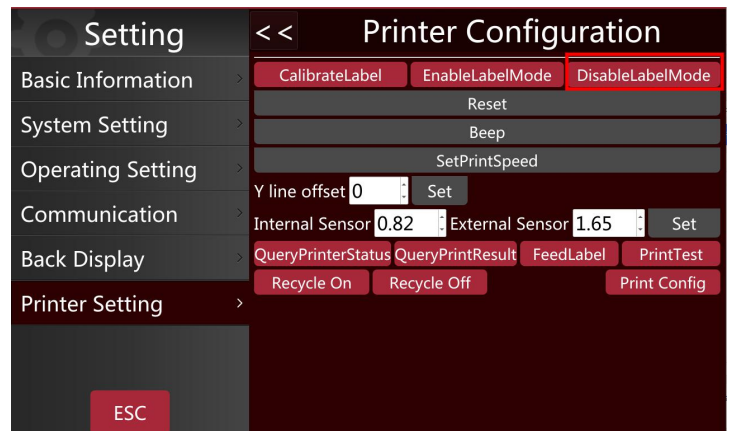 Setting
<< Printer Configuration
Basic Information >
CalibrateLabel EnableLabelMode DisableLabelMode
Reset
System Setting >
Beep
Operating Setting >
SetPrintSpeed
Y line offset 0 Set
Communication >
Internal Sensor 0.82 External Sensor 1.65 Set
Back Display >
QueryPrinterStatus QueryPrintResult FeedLabel PrintTest
Printer Setting >
Recycle On Recycle Off Print Config
ESC